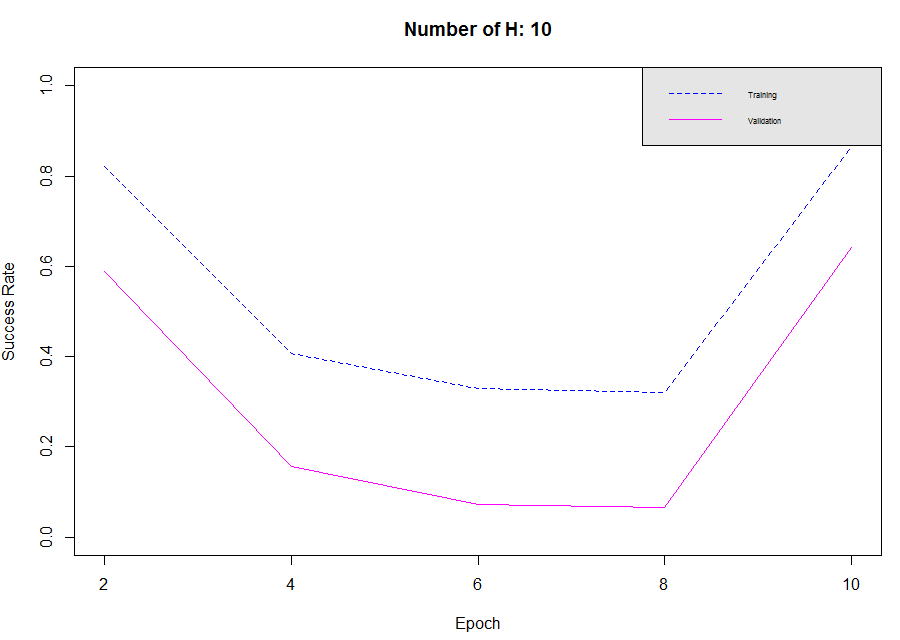 Number of H: 10
Training
Validation
1.0
0.8
0.6
0.4
0.2
0.0
Success Rate
2 4 6 8 10
Epoch